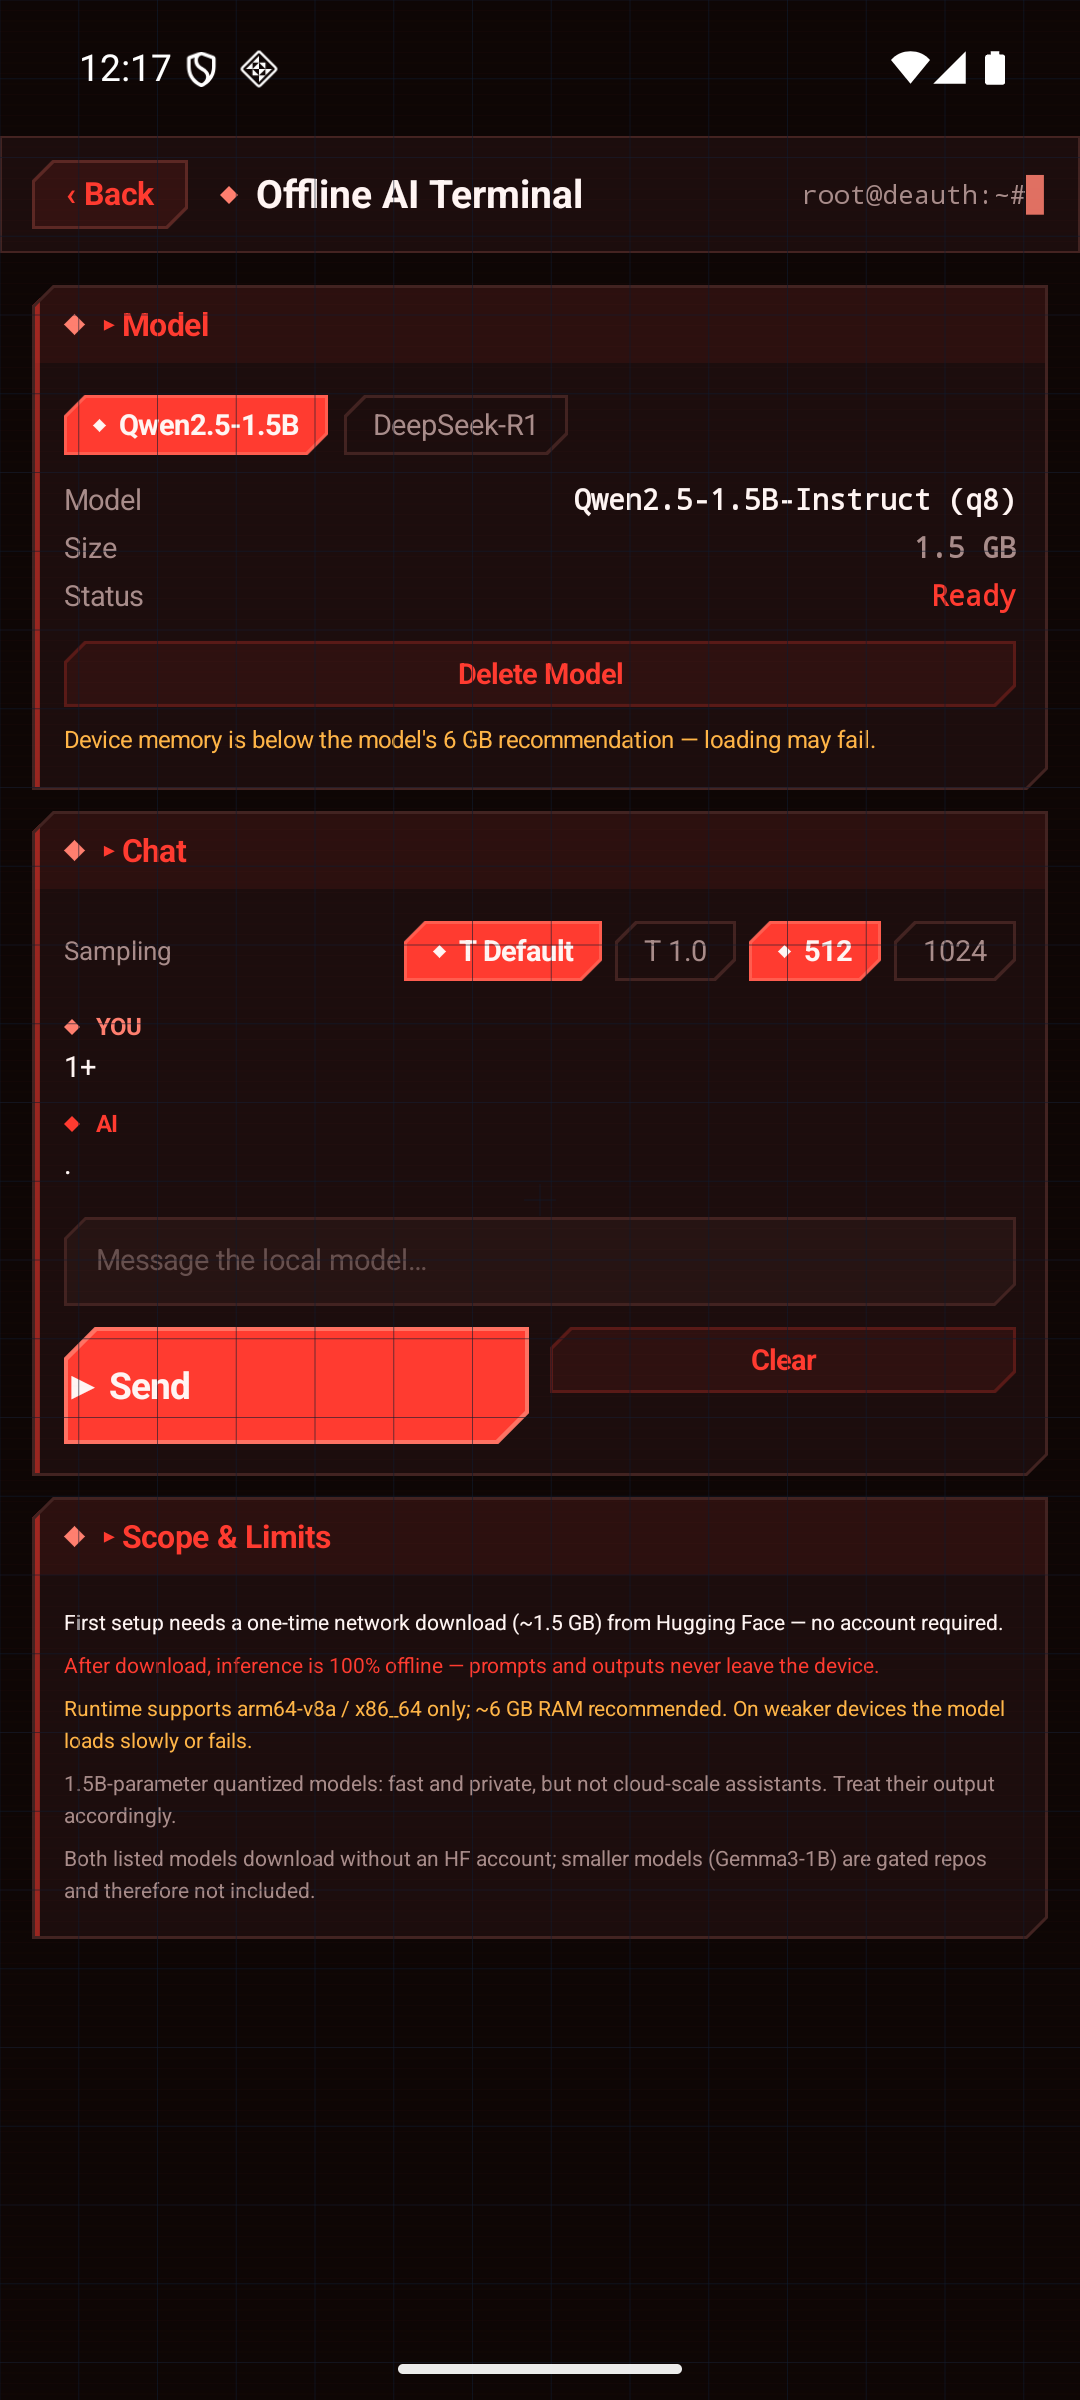 12:17
‹ Back
Offline AI Terminal
root@deauth:~#
Model
Qwen2.5-1.5B
DeepSeek-R1
Model Qwen2.5-1.5B-Instruct (q8)
Size 1.5 GB
Status Ready
Delete Model
Device memory is below the model's 6 GB recommendation — loading may fail.
Chat
Sampling
T Default
T 1.0
512
1024
YOU
1+
AI
.
Message the local model…
Send
Clear
Scope & Limits
First setup needs a one-time network download (~1.5 GB) from Hugging Face — no account required.
After download, inference is 100% offline — prompts and outputs never leave the device.
Runtime supports arm64-v8a / x86_64 only; ~6 GB RAM recommended. On weaker devices the model
loads slowly or fails.
1.5B-parameter quantized models: fast and private, but not cloud-scale assistants. Treat their output
accordingly.
Both listed models download without an HF account; smaller models (Gemma3-1B) are gated repos
and therefore not included.